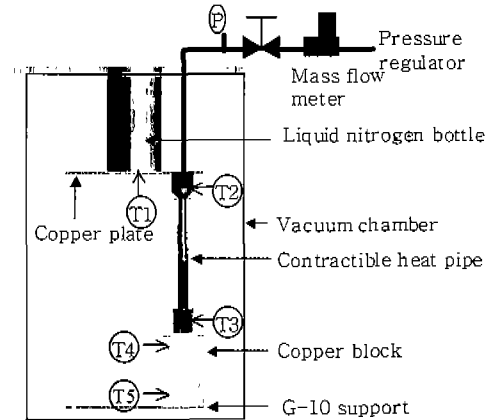 P
Pressure
regulator
Mass flow
meter
Liquid nitrogen bottle
T1
T2
Copper plate
Vacuum chamber
Contractible heat pipe
T3
T4
Copper block
T5
G-10 support